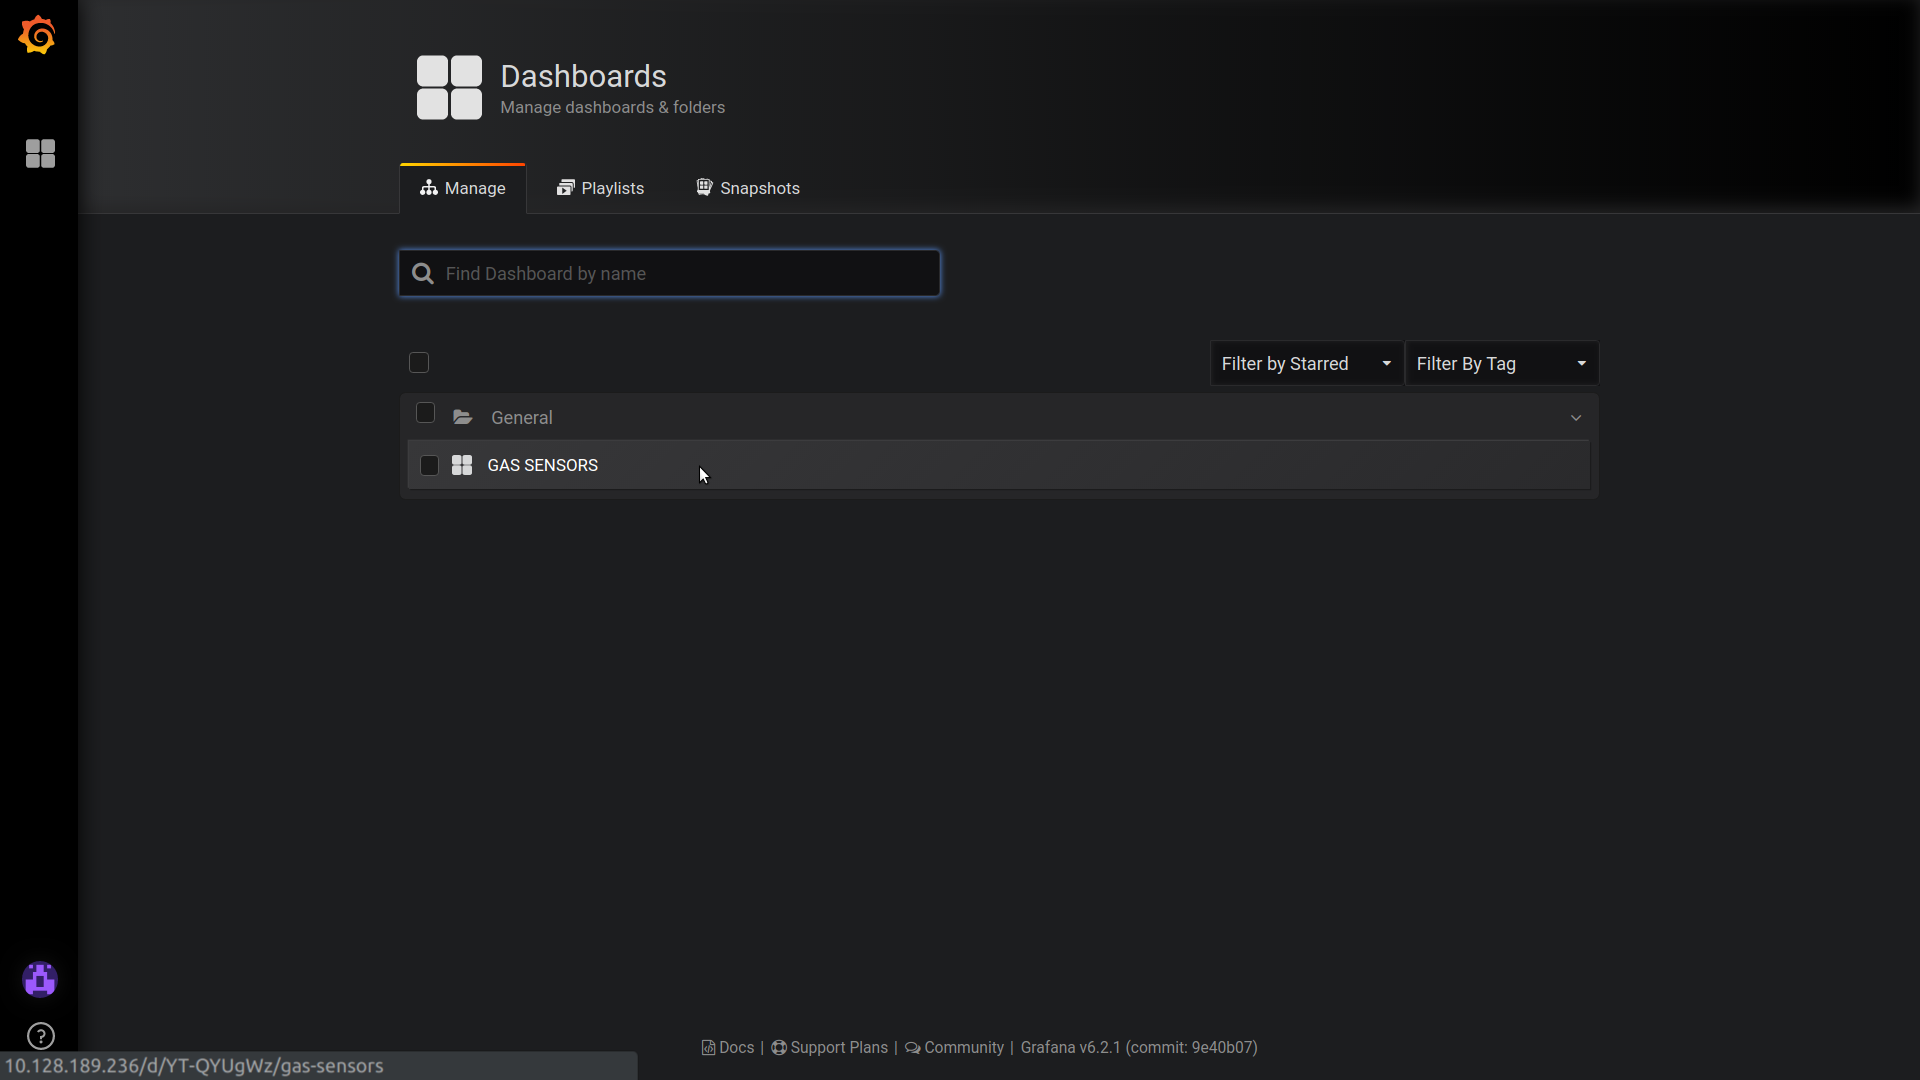 Dashboards
Manage dashboards & folders
Manage Playlists Snapshots
Find Dashboard by name
Filter by Starred Filter By Tag
General
GAS SENSORS
Docs | Support Plans | Community | Grafana v6.2.1 (commit: 9e40b07)
?
10.128.189.236/d/YT-QYUgWz/gas-sensors